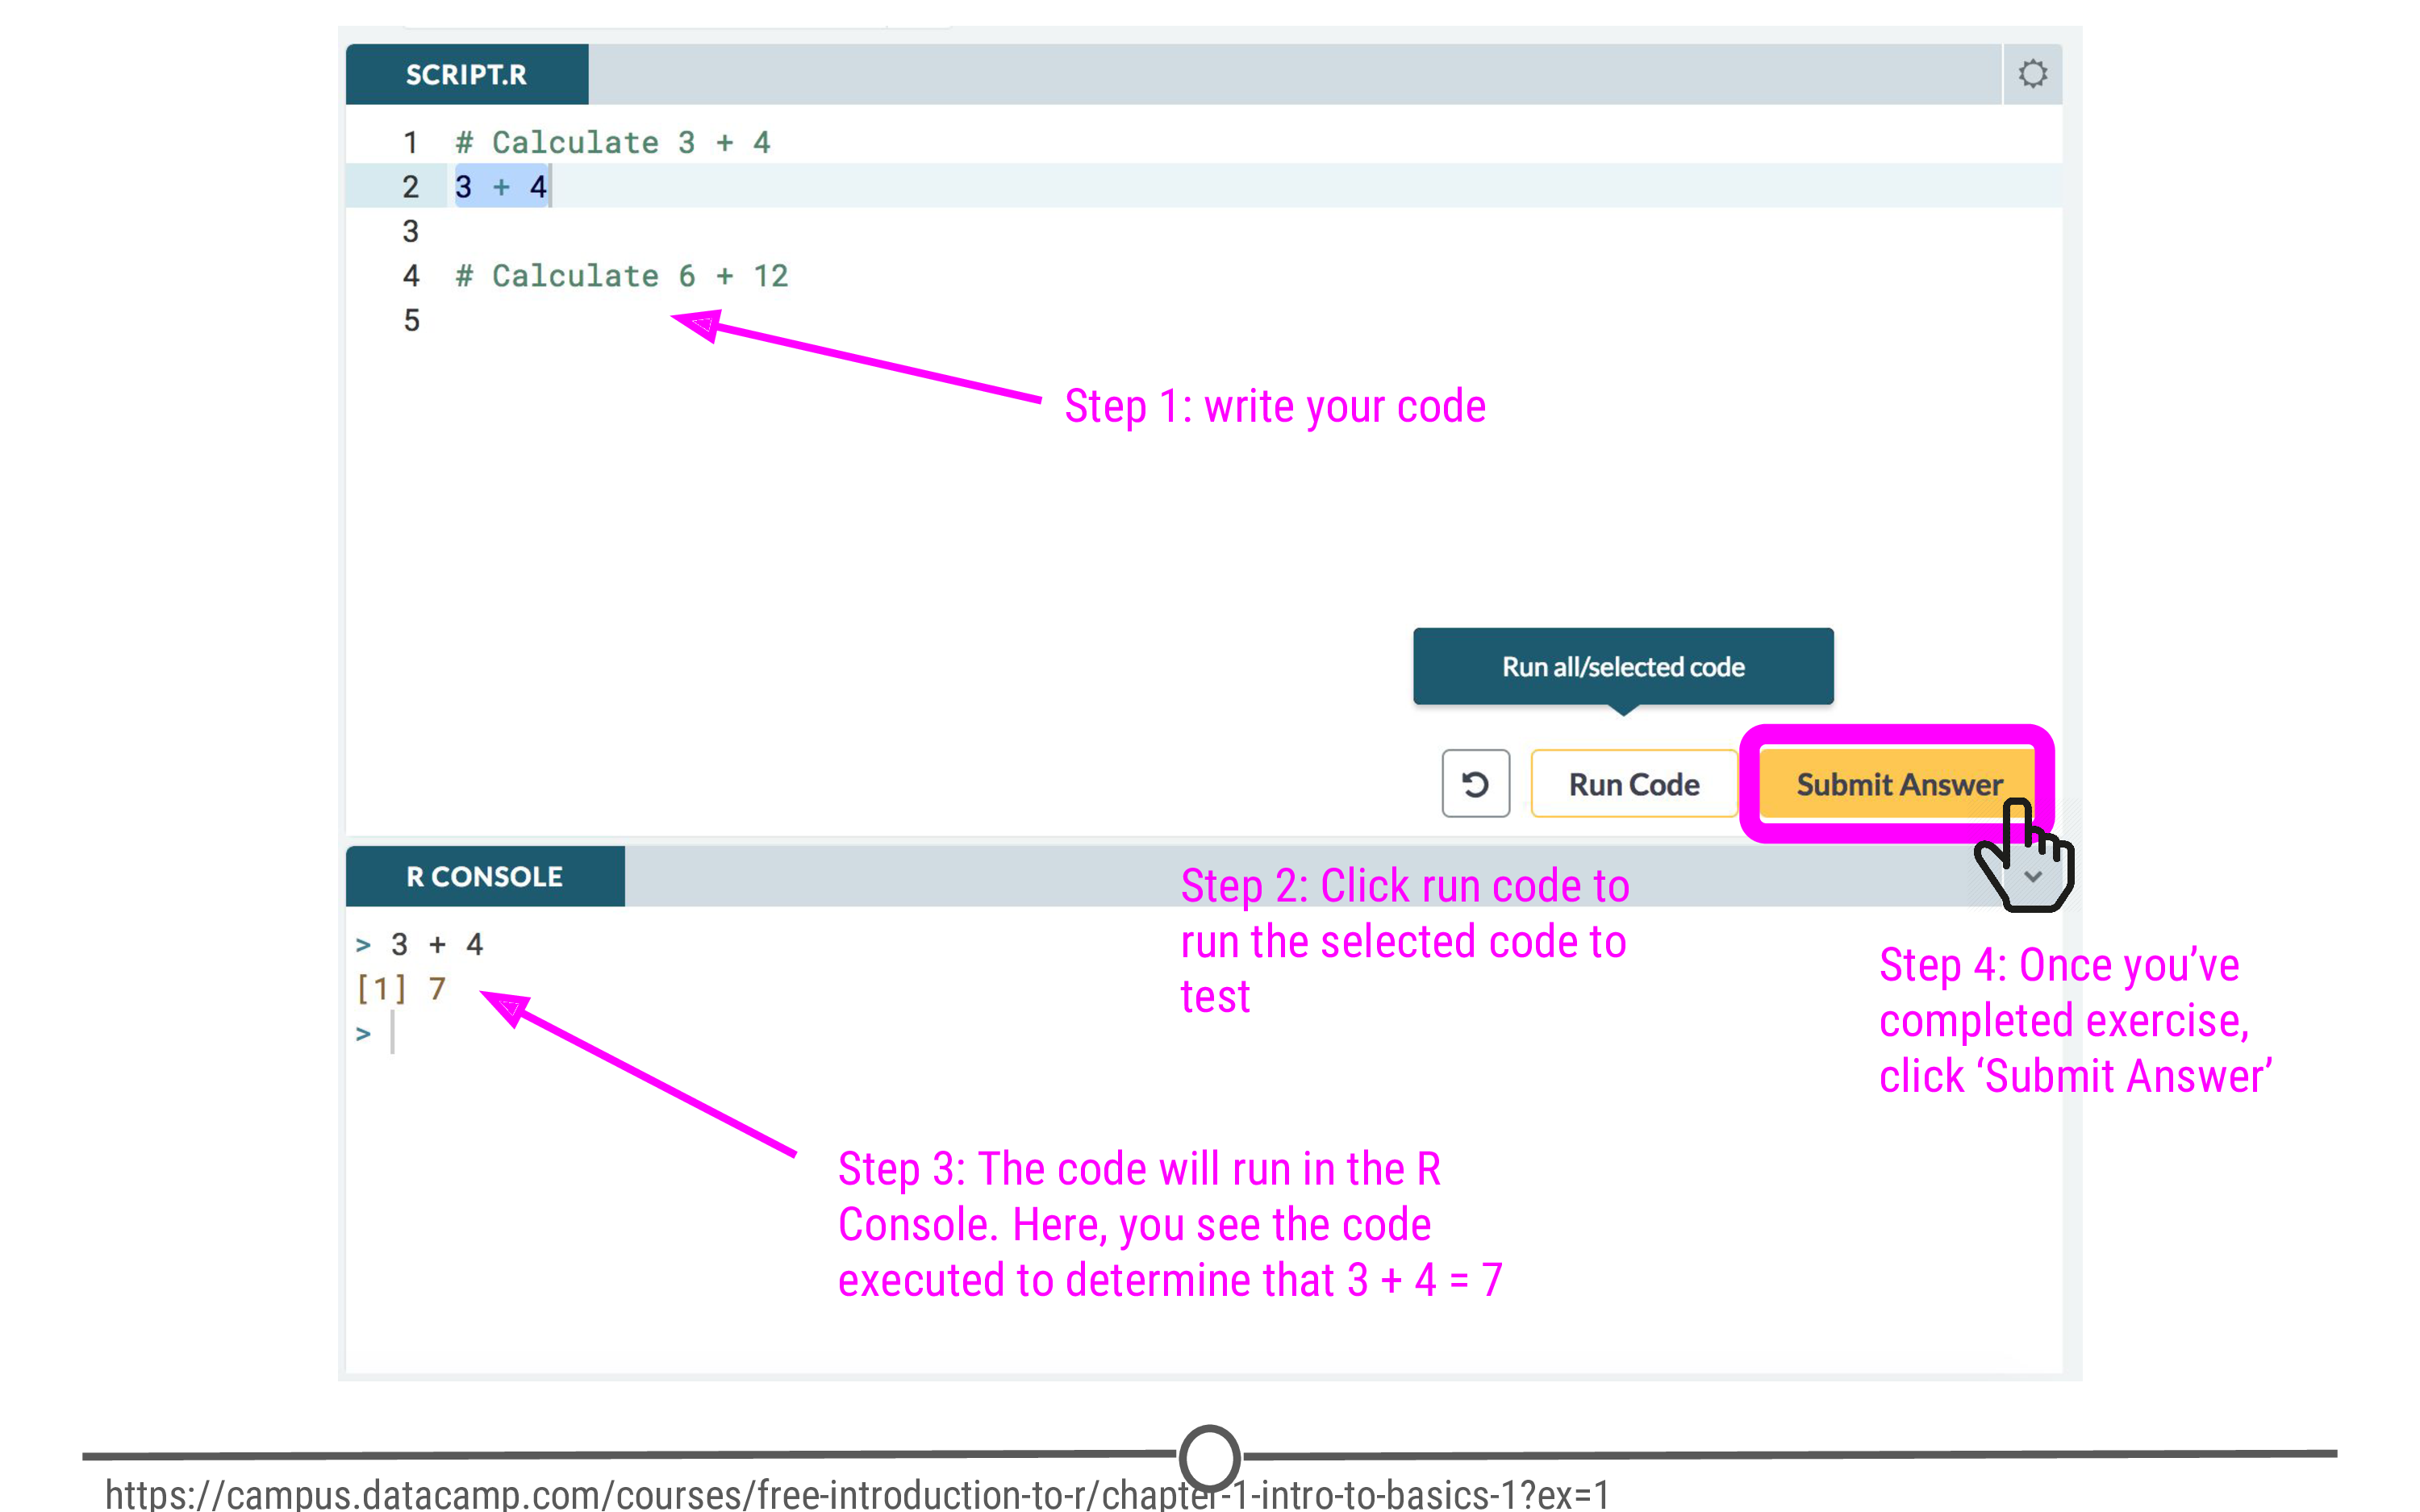 SCRIPT.R
1 # Calculate 3 + 4
2 3 + 4
3
4 # Calculate 6 + 12
5
Step 1: write your code
Run all/selected code
Run Code
Submit Answer
R CONSOLE
> 3 + 4
[1] 7
>
Step 2: Click run code to
run the selected code to
test
Step 4: Once you’ve
completed exercise,
click ‘Submit Answer’
Step 3: The code will run in the R
Console. Here, you see the code
executed to determine that 3 + 4 = 7
https://campus.datacamp.com/courses/free-introduction-to-r/chapter-1-intro-to-basics-1?ex=1